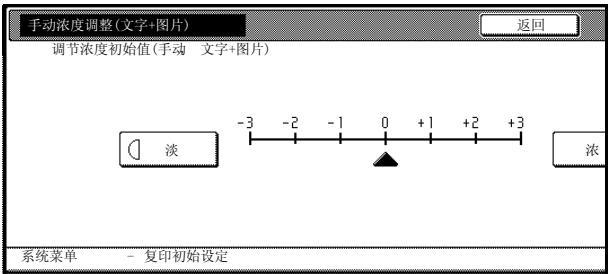 手动浓度调整(文字+图片)
返回
调节浓度初始值(手动 文字+图片)
-3 -2 -1 0 +1 +2 +3
淡
浓
系统菜单 - 复印初始设定